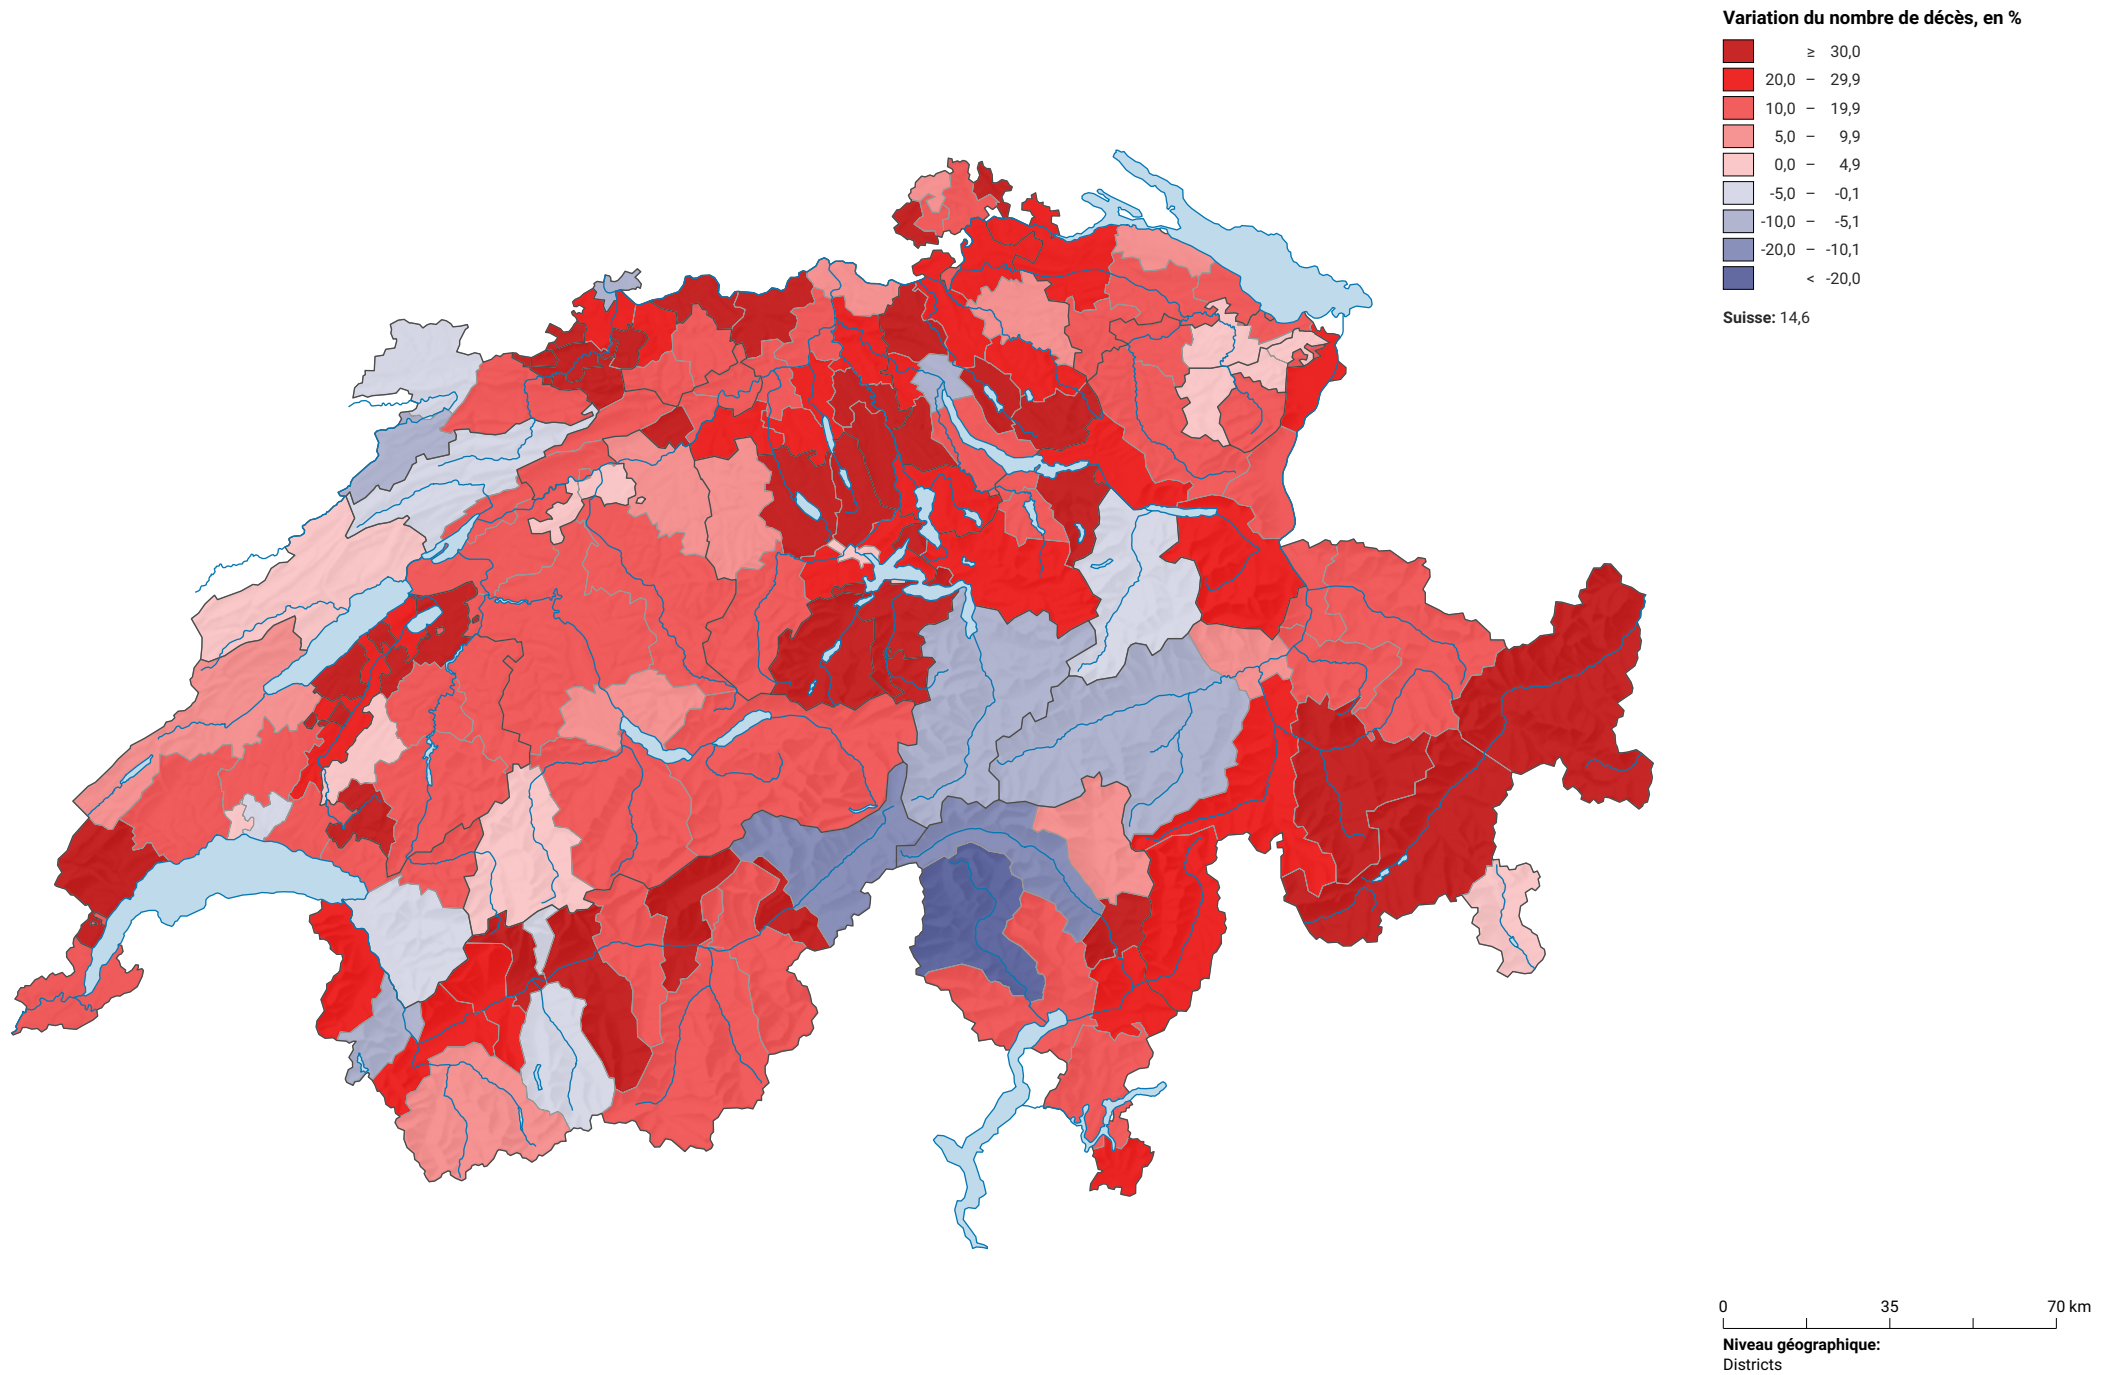 Variation du nombre de décès, en %
≥ 30,0
20,0 – 29,9
10,0 – 19,9
5,0 – 9,9
0,0 – 4,9
-5,0 – -0,1
-10,0 – -5,1
-20,0 – -10,1
< -20,0
Suisse: 14,6
0 35 70 km
Niveau géographique:
Districts